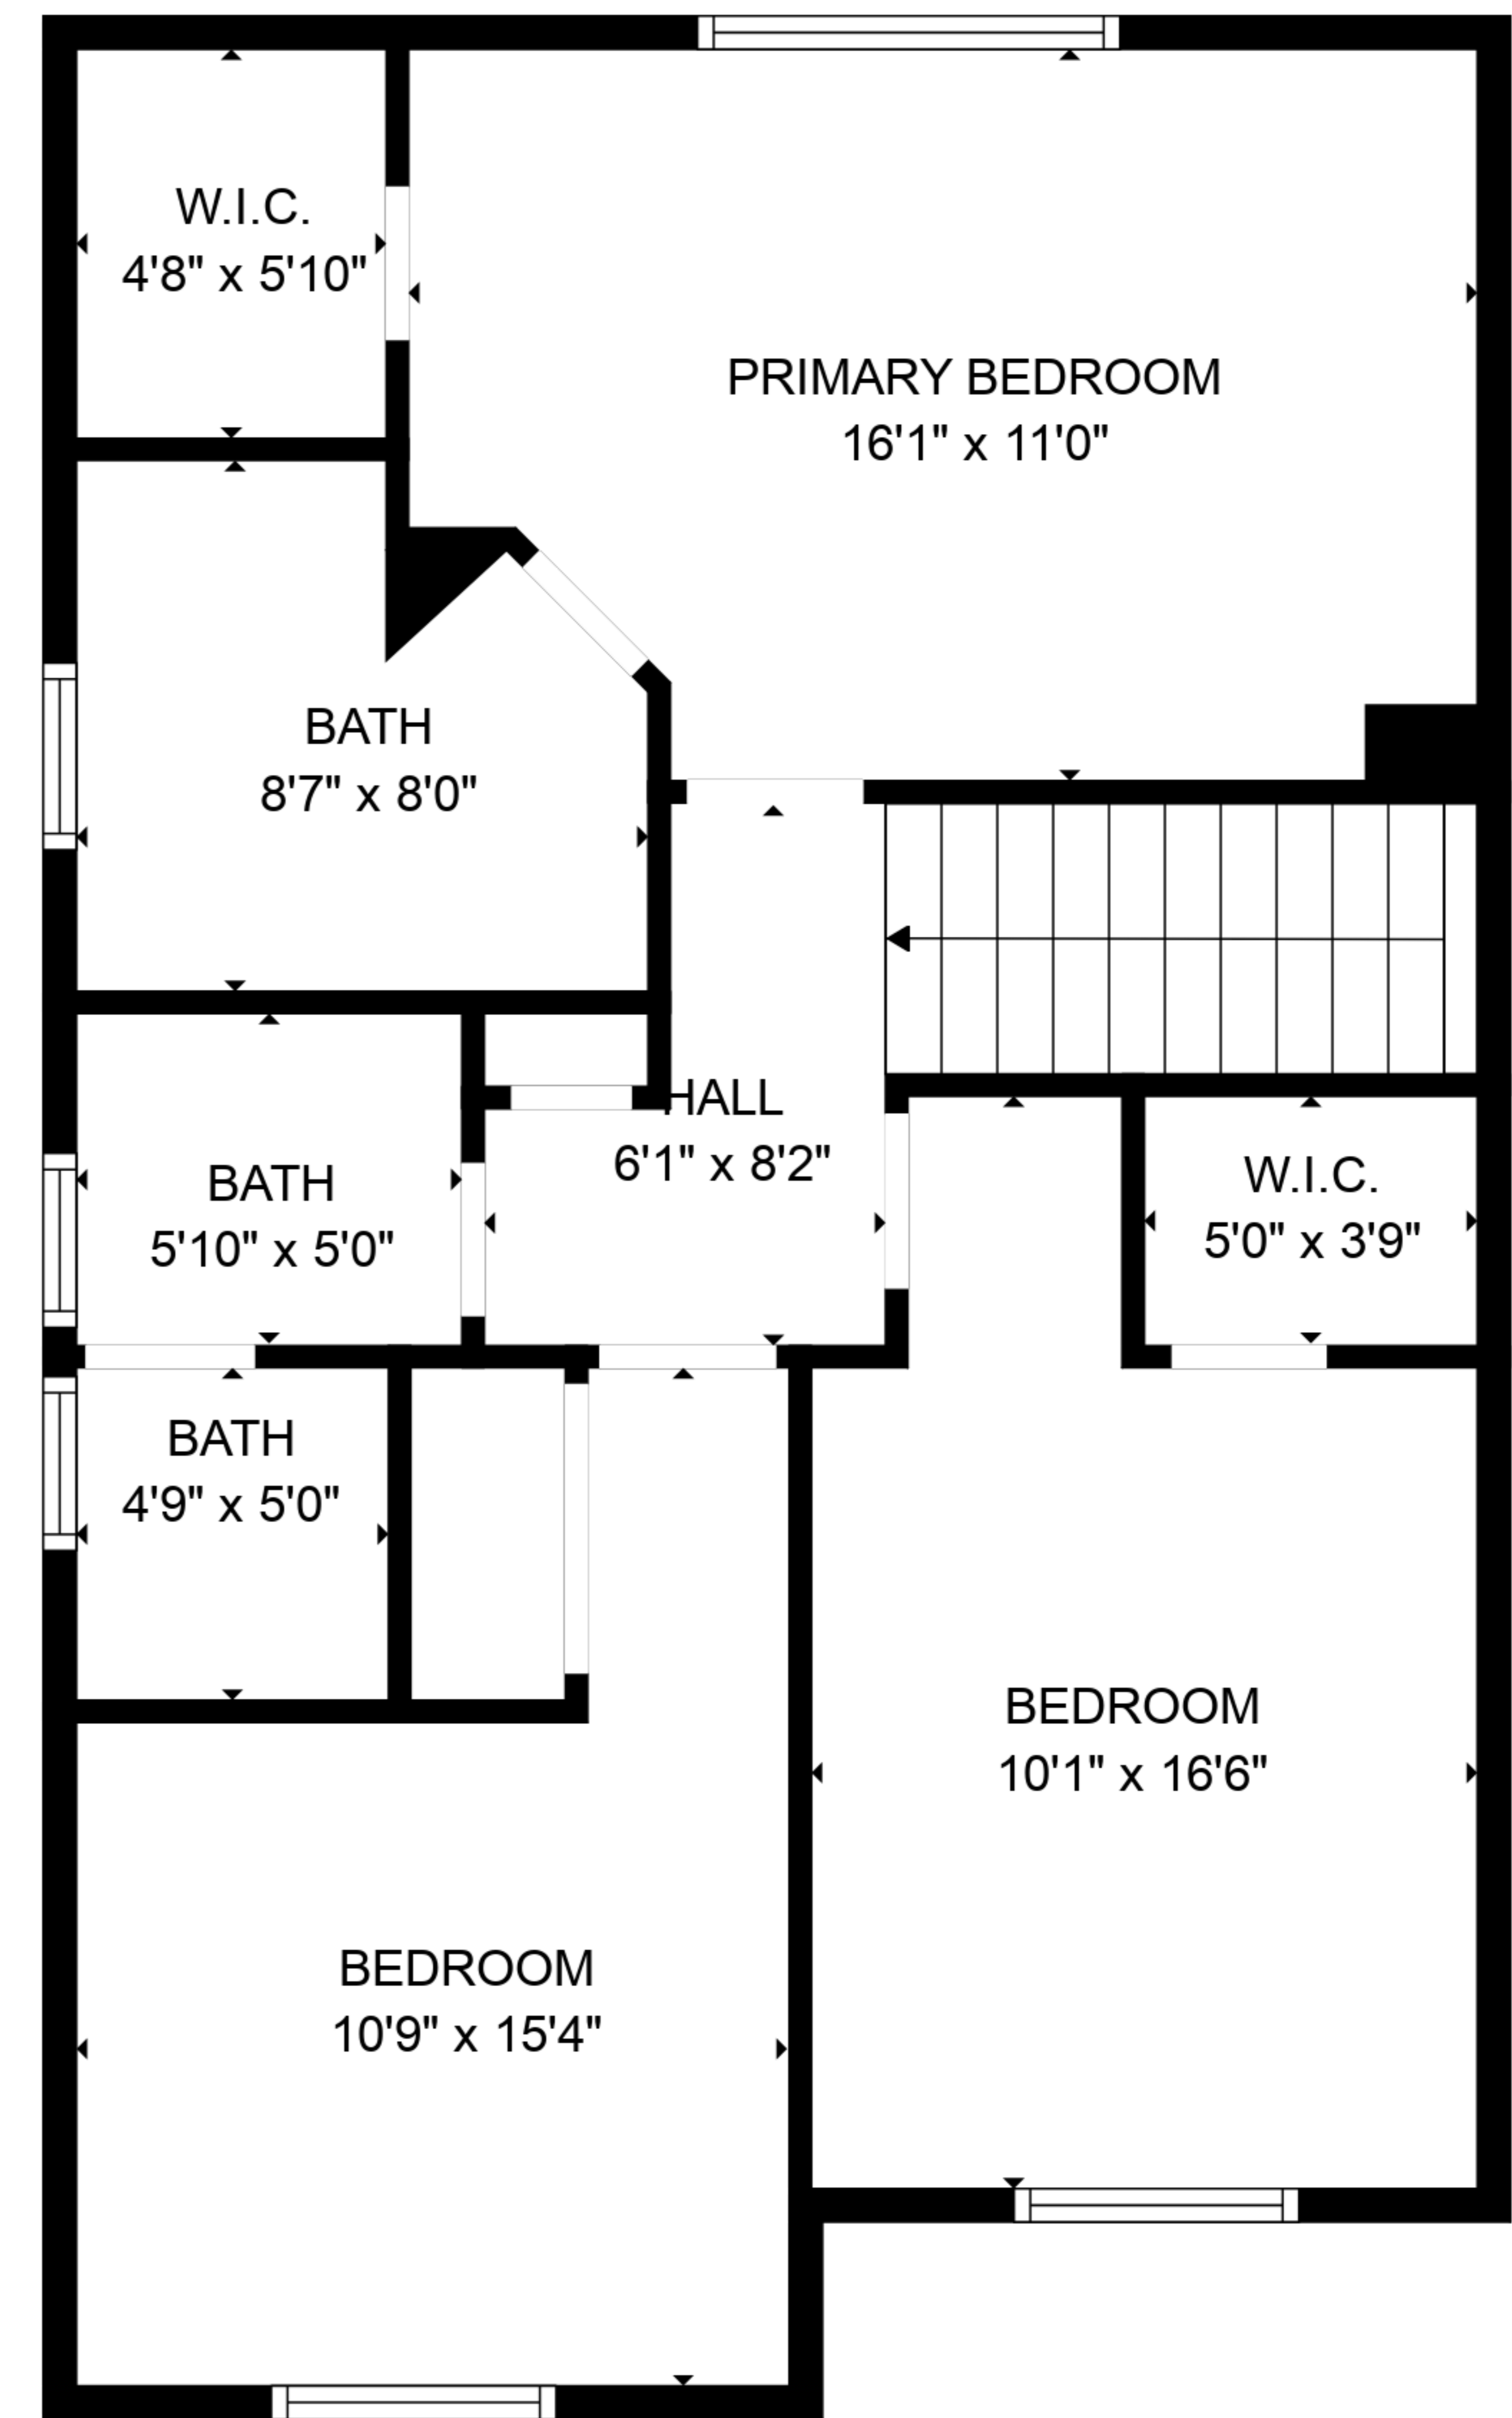 W.I.C.
4'8" x 5'10"
PRIMARY BEDROOM
16'1" x 11'0"
BATH
8'7" x 8'0"
HALL
6'1" x 8'2"
BATH
5'10" x 5'0"
W.I.C.
5'0" x 3'9"
BATH
4'9" x 5'0"
BEDROOM
10'1" x 16'6"
BEDROOM
10'9" x 15'4"